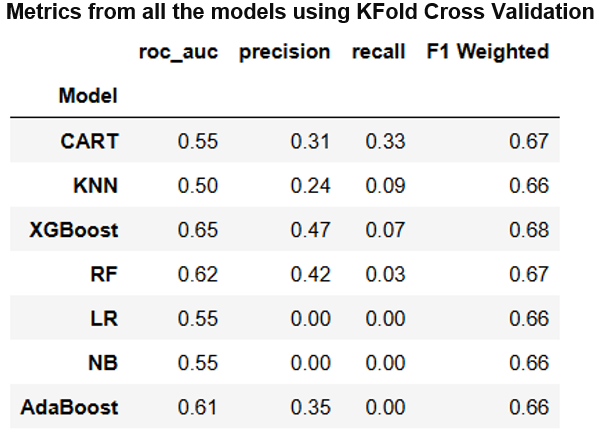 Metrics from all the models using KFold Cross Validation
roc_auc precision recall F1 Weighted
Model
CART 0.55 0.31 0.33 0.67
KNN 0.50 0.24 0.09 0.66
XGBoost 0.65 0.47 0.07 0.68
RF 0.62 0.42 0.03 0.67
LR 0.55 0.00 0.00 0.66
NB 0.55 0.00 0.00 0.66
AdaBoost 0.61 0.35 0.00 0.66